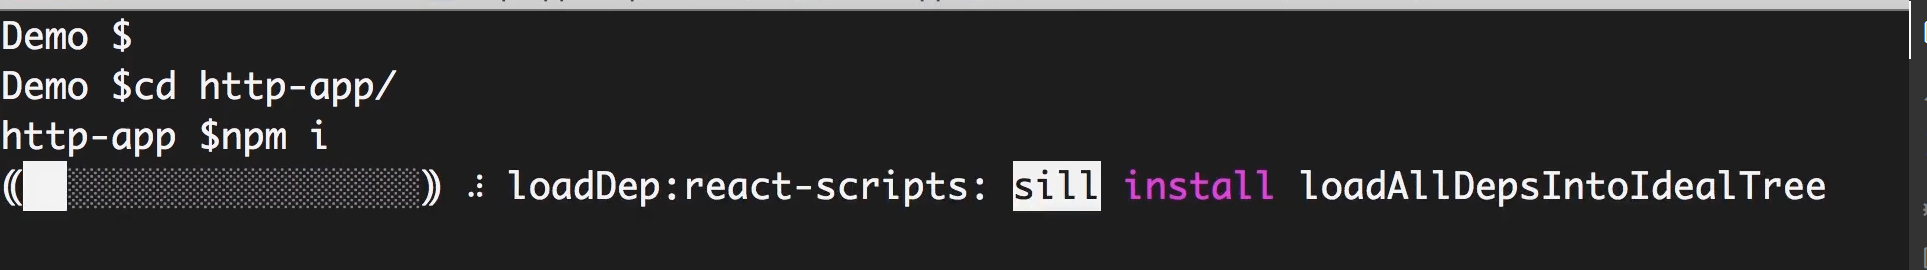 Demo $
Demo $cd http-app/
http-app $npm i
loadDep:react-scripts: sill install loadAllDepsIntoIdealTree